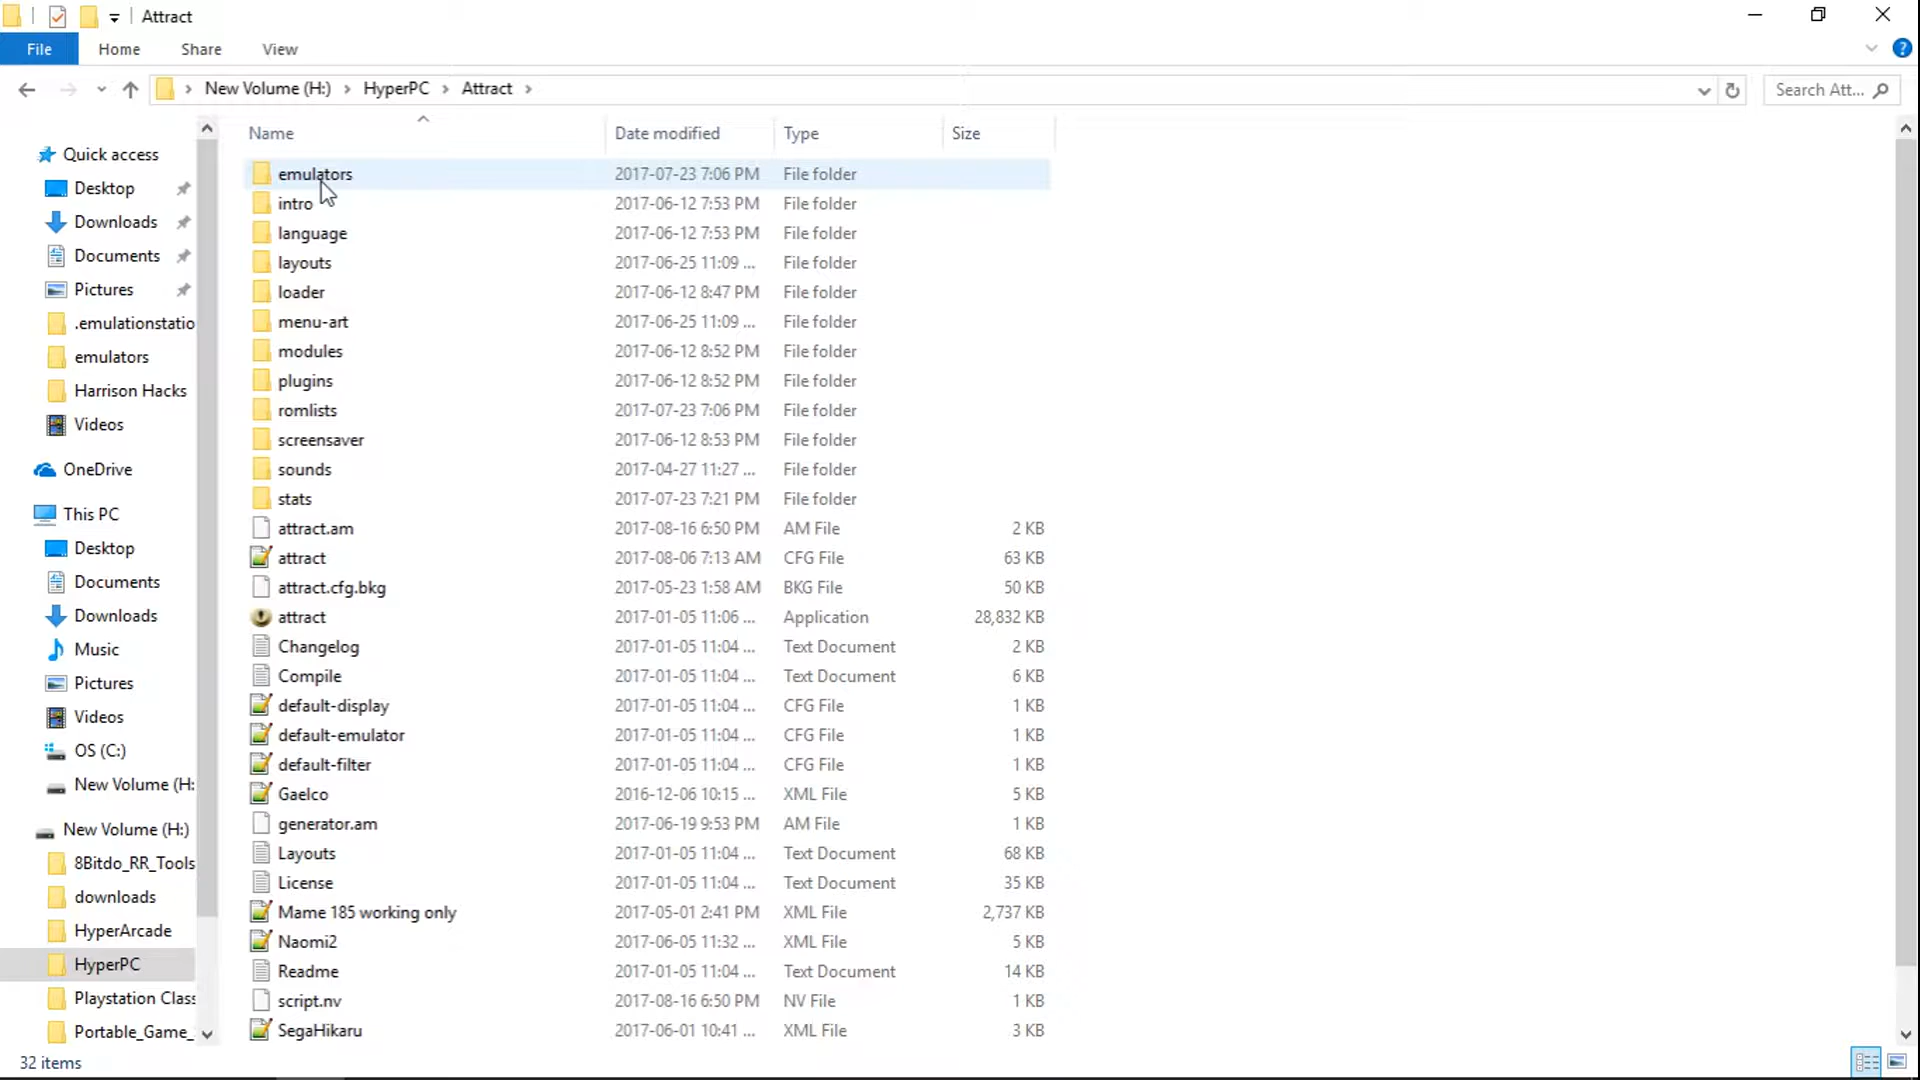 Attract
File Home Share View
New Volume (H:) HyperPC Attract
Search Att...
Name Date modified Type Size
Quick access
Desktop
Downloads
Documents
Pictures
.emulationstatio
emulators
Harrison Hacks
Videos
OneDrive
This PC
Desktop
Documents
Downloads
Music
Pictures
Videos
OS (C:)
New Volume (H:
New Volume (H:)
8Bitdo_RR_Tools
downloads
HyperArcade
HyperPC
Playstation Class
Portable_Game_
emulators 2017-07-23 7:06 PM File folder
intro 2017-06-12 7:53 PM File folder
language 2017-06-12 7:53 PM File folder
layouts 2017-06-25 11:09 ... File folder
loader 2017-06-12 8:47 PM File folder
menu-art 2017-06-25 11:09 ... File folder
modules 2017-06-12 8:52 PM File folder
plugins 2017-06-12 8:52 PM File folder
romlists 2017-07-23 7:06 PM File folder
screensaver 2017-06-12 8:53 PM File folder
sounds 2017-04-27 11:27 ... File folder
stats 2017-07-23 7:21 PM File folder
attract.am 2017-08-16 6:50 PM AM File 2 KB
attract 2017-08-06 7:13 AM CFG File 63 KB
attract.cfg.bkg 2017-05-23 1:58 AM BKG File 50 KB
attract 2017-01-05 11:06 ... Application 28,832 KB
Changelog 2017-01-05 11:04 ... Text Document 2 KB
Compile 2017-01-05 11:04 ... Text Document 6 KB
default-display 2017-01-05 11:04 ... CFG File 1 KB
default-emulator 2017-01-05 11:04 ... CFG File 1 KB
default-filter 2017-01-05 11:04 ... CFG File 1 KB
Gaelco 2016-12-06 10:15 ... XML File 5 KB
generator.am 2017-06-19 9:53 PM AM File 1 KB
Layouts 2017-01-05 11:04 ... Text Document 68 KB
License 2017-01-05 11:04 ... Text Document 35 KB
Mame 185 working only 2017-05-01 2:41 PM XML File 2,737 KB
Naomi2 2017-06-05 11:32 ... XML File 5 KB
Readme 2017-01-05 11:04 ... Text Document 14 KB
script.nv 2017-08-16 6:50 PM NV File 1 KB
SegaHikaru 2017-06-01 10:41 ... XML File 3 KB
32 items